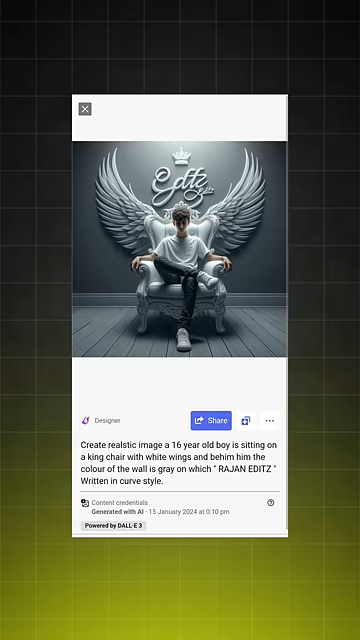 Editz
Designer
Share
Create realstic image a 16 year old boy is sitting on
a king chair with white wings and behim him the
colour of the wall is gray on which " RAJAN EDITZ "
Written in curve style.
Content credentials
Generated with AI · 15 January 2024 at 0:10 pm
Powered by DALL·E 3